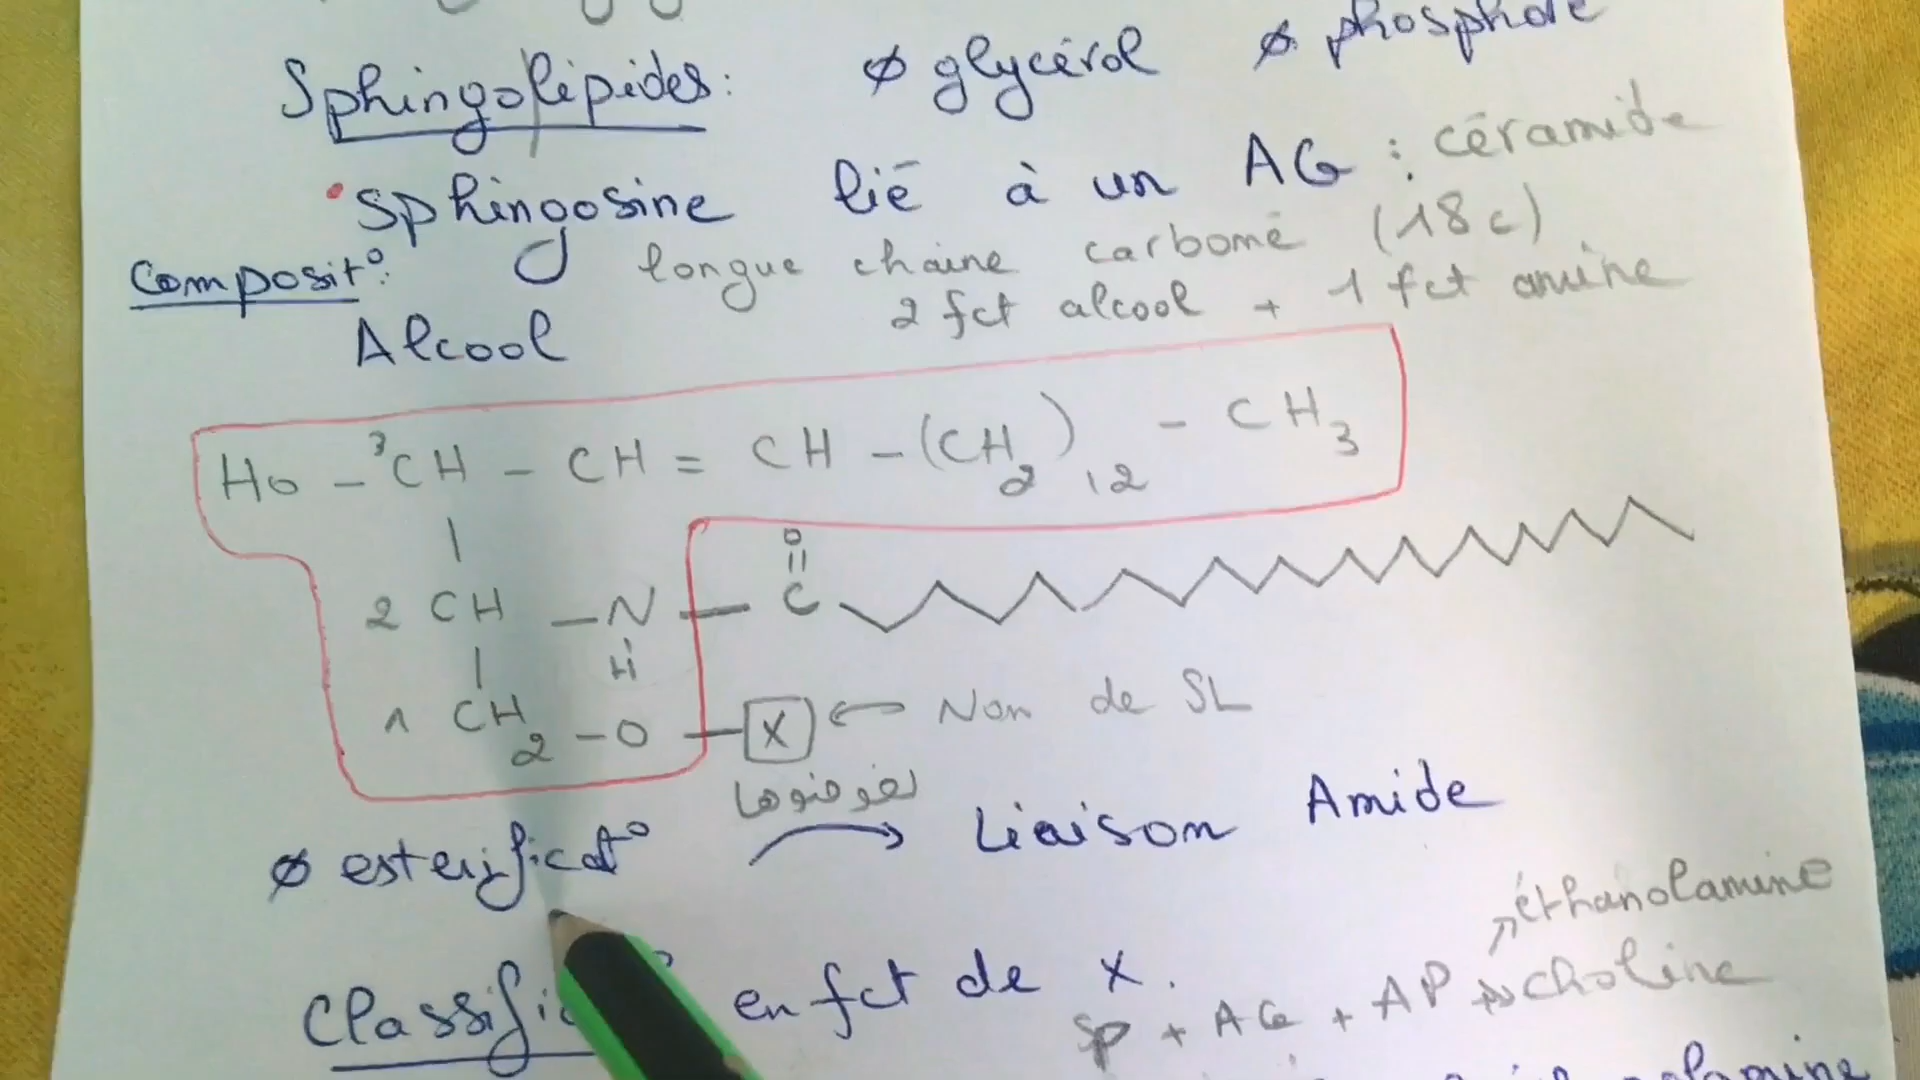 Sphingolipides: ∅ glycérol ∅ phosphore
• Sphingosine lié à un AG : céramide
longue chaine carboné (18c)
Composit°: Alcool 2 fct alcool + 1 fct amine
Ho - ³CH - CH = CH - (CH2)12 - CH3
O
2 CH - N - C
H
1 CH2 - O - X ← Nom de SL
∅ esterificat° → Liaison Amide
éthanolamine
Classifi en fct de X.
Sp + AG + AP → choline